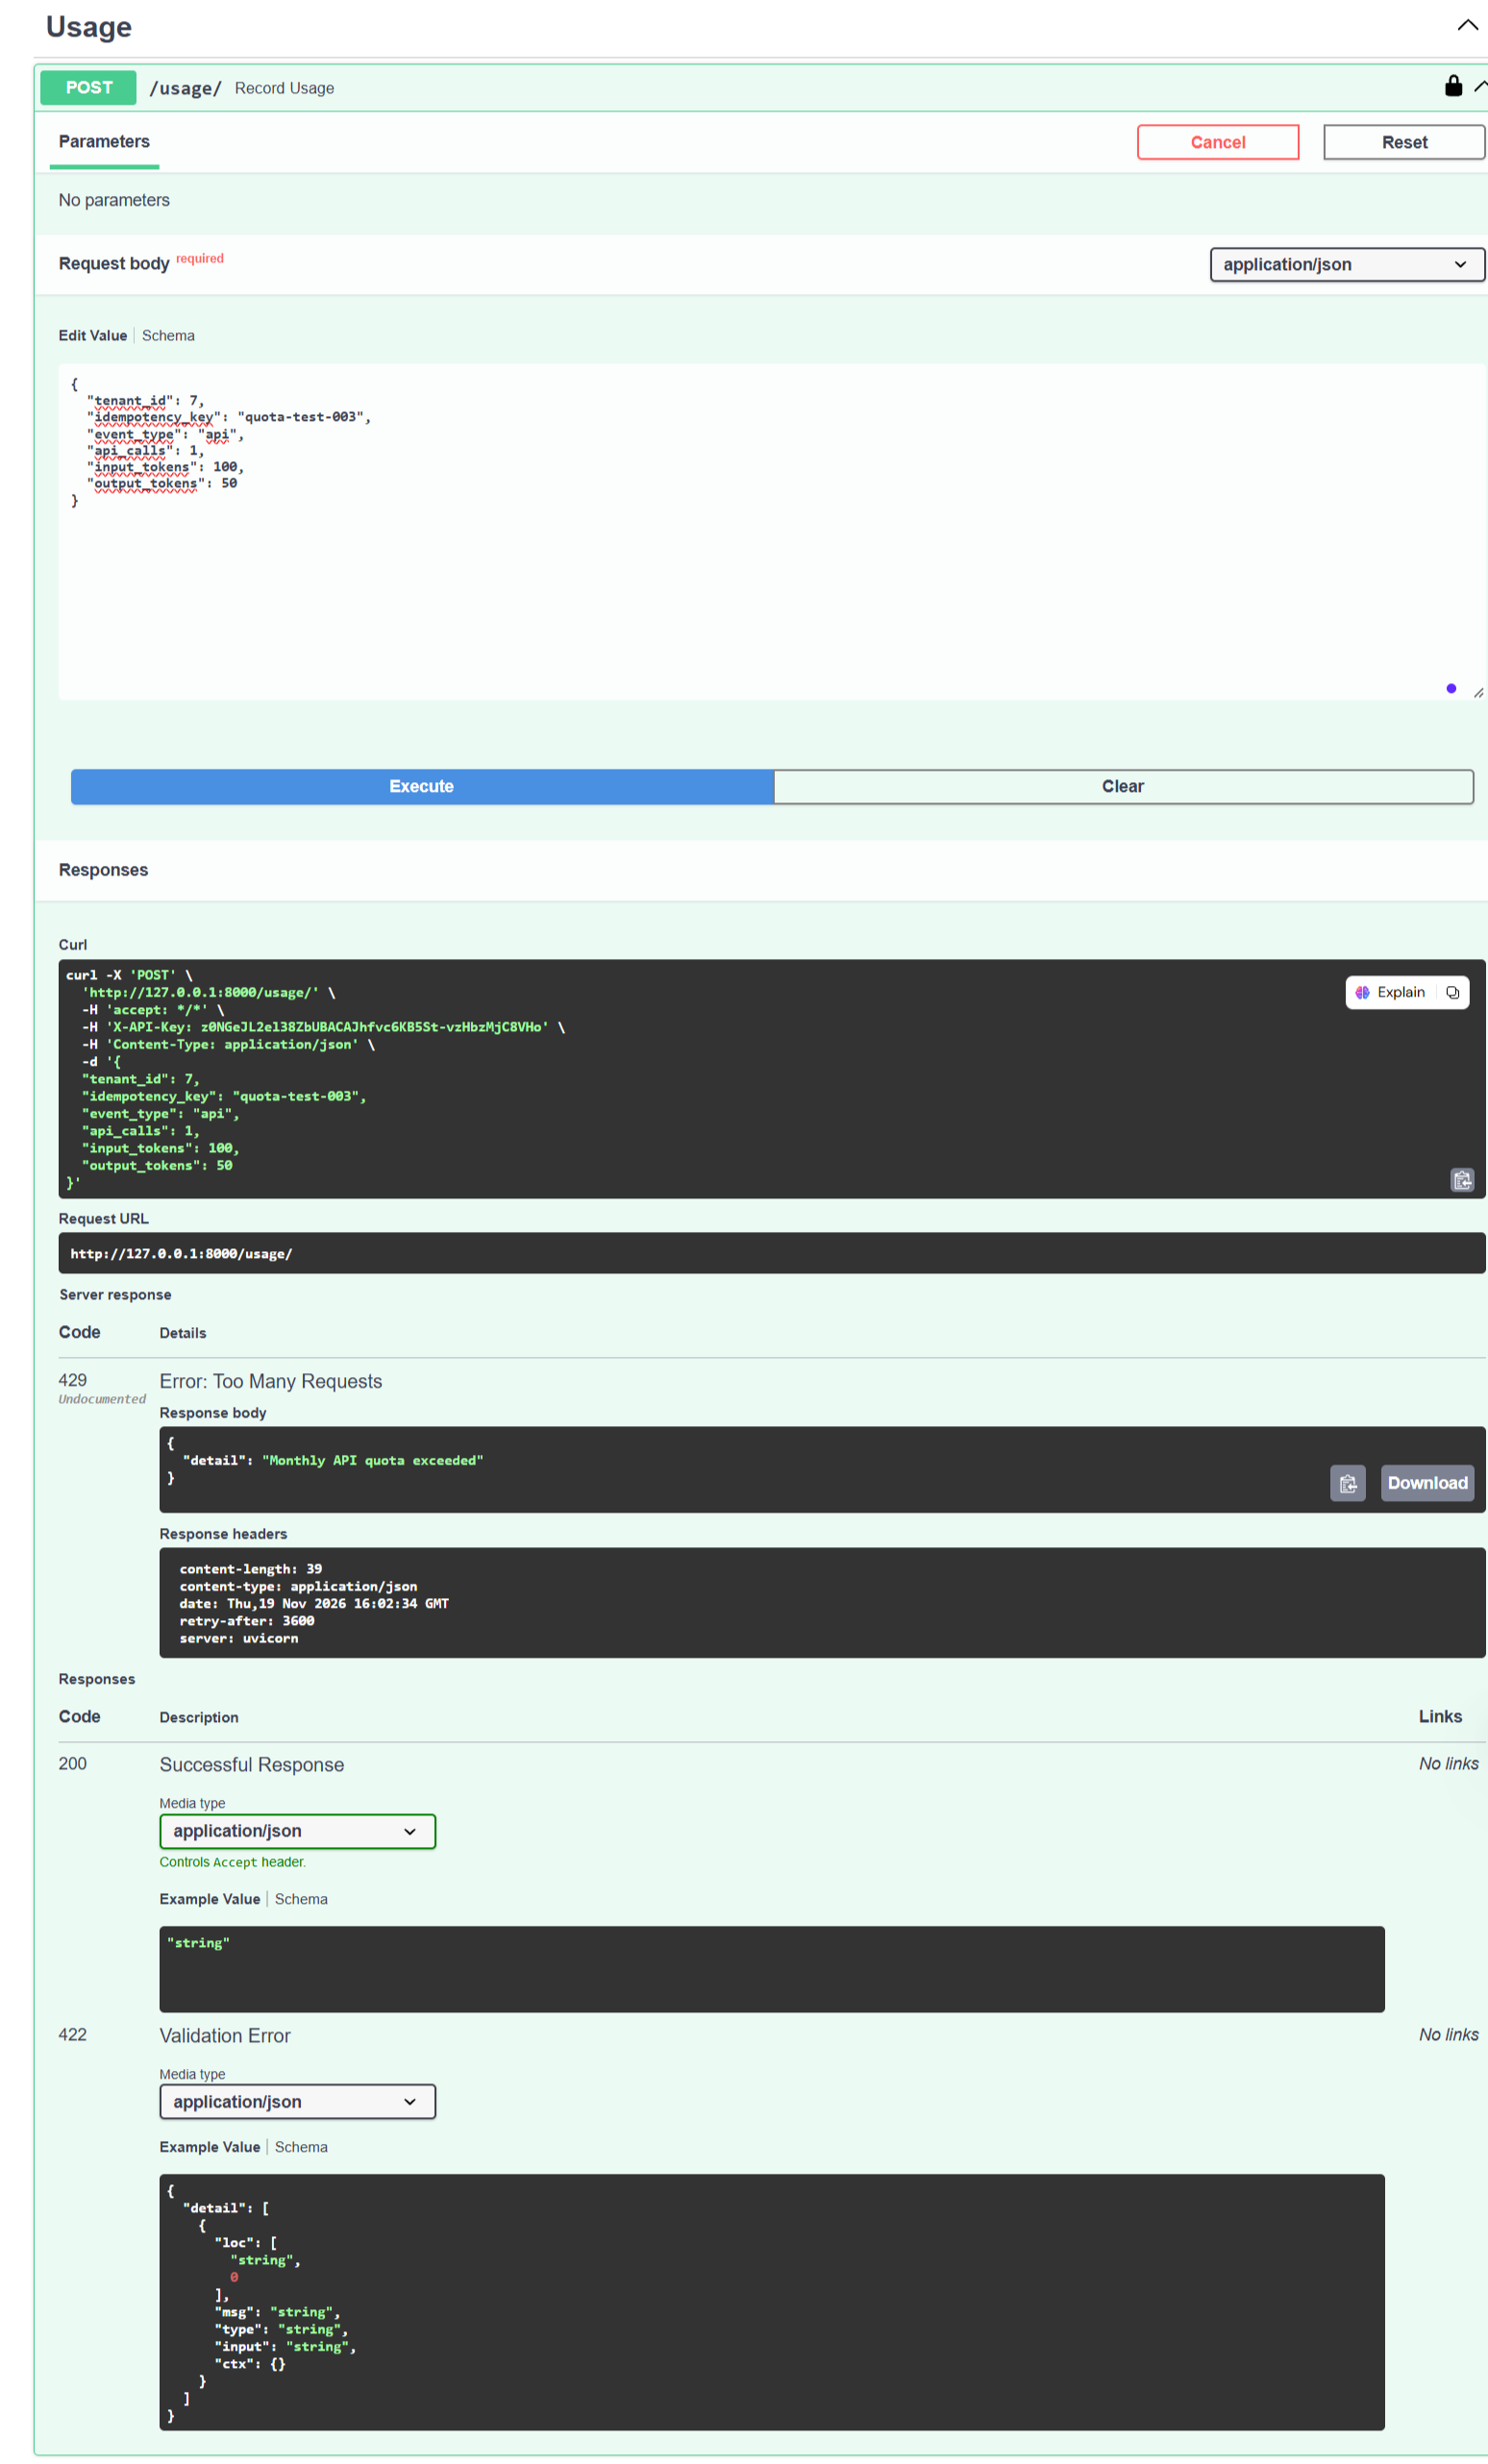 Usage
POST /usage/ Record Usage
Parameters Cancel Reset
No parameters
Request body required application/json
Edit Value | Schema
{
  "tenant_id": 7,
  "idempotency_key": "quota-test-003",
  "event_type": "api",
  "api_calls": 1,
  "input_tokens": 100,
  "output_tokens": 50
}
Execute Clear
Responses
Curl
curl -X 'POST' \
  'http://127.0.0.1:8000/usage/' \
  -H 'accept: */*' \
  -H 'X-API-Key: z0NGeJL2el38ZbUBACAJhfvc6KB5St-vzHbzMjC8VHo' \
  -H 'Content-Type: application/json' \
  -d '{
  "tenant_id": 7,
  "idempotency_key": "quota-test-003",
  "event_type": "api",
  "api_calls": 1,
  "input_tokens": 100,
  "output_tokens": 50
}'
Explain
Request URL
http://127.0.0.1:8000/usage/
Server response
Code Details
429 Error: Too Many Requests
Undocumented
Response body
{
  "detail": "Monthly API quota exceeded"
}
Download
Response headers
content-length: 39
content-type: application/json
date: Thu,19 Nov 2026 16:02:34 GMT
retry-after: 3600
server: uvicorn
Responses
Code Description Links
200 Successful Response No links
Media type
application/json
Controls Accept header.
Example Value | Schema
"string"
422 Validation Error No links
Media type
application/json
Example Value | Schema
{
  "detail": [
    {
      "loc": [
        "string",
        0
      ],
      "msg": "string",
      "type": "string",
      "input": "string",
      "ctx": {}
    }
  ]
}